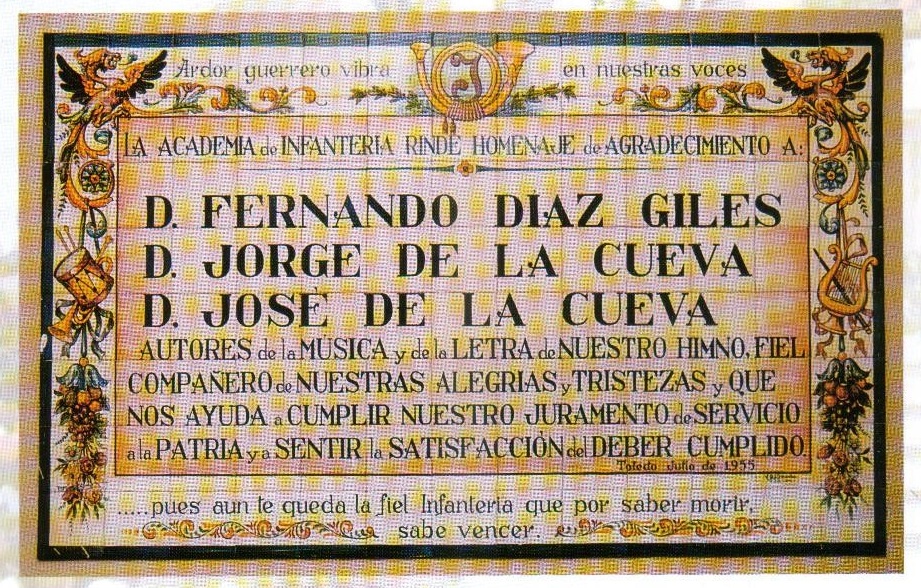 Ardor guerrero vibra en nuestras voces
LA ACADEMIA de INFANTERIA RINDE HOMENAJE de AGRADECIMIENTO A:
D. FERNANDO DIAZ GILES
D. JORGE DE LA CUEVA
D. JOSÉ DE LA CUEVA
AUTORES de la MUSICA y de la LETRA de NUESTRO HIMNO, FIEL
COMPAÑERO de NUESTRAS ALEGRIAS y TRISTEZAS y QUE
NOS AYUDA a CUMPLIR NUESTRO JURAMENTO de SERVICIO
a la PATRIA y a SENTIR la SATISFACCIÓN del DEBER CUMPLIDO.
Toledo Julio de 1955
.....pues aun te queda la fiel Infanteria que por saber morir,
sabe vencer.